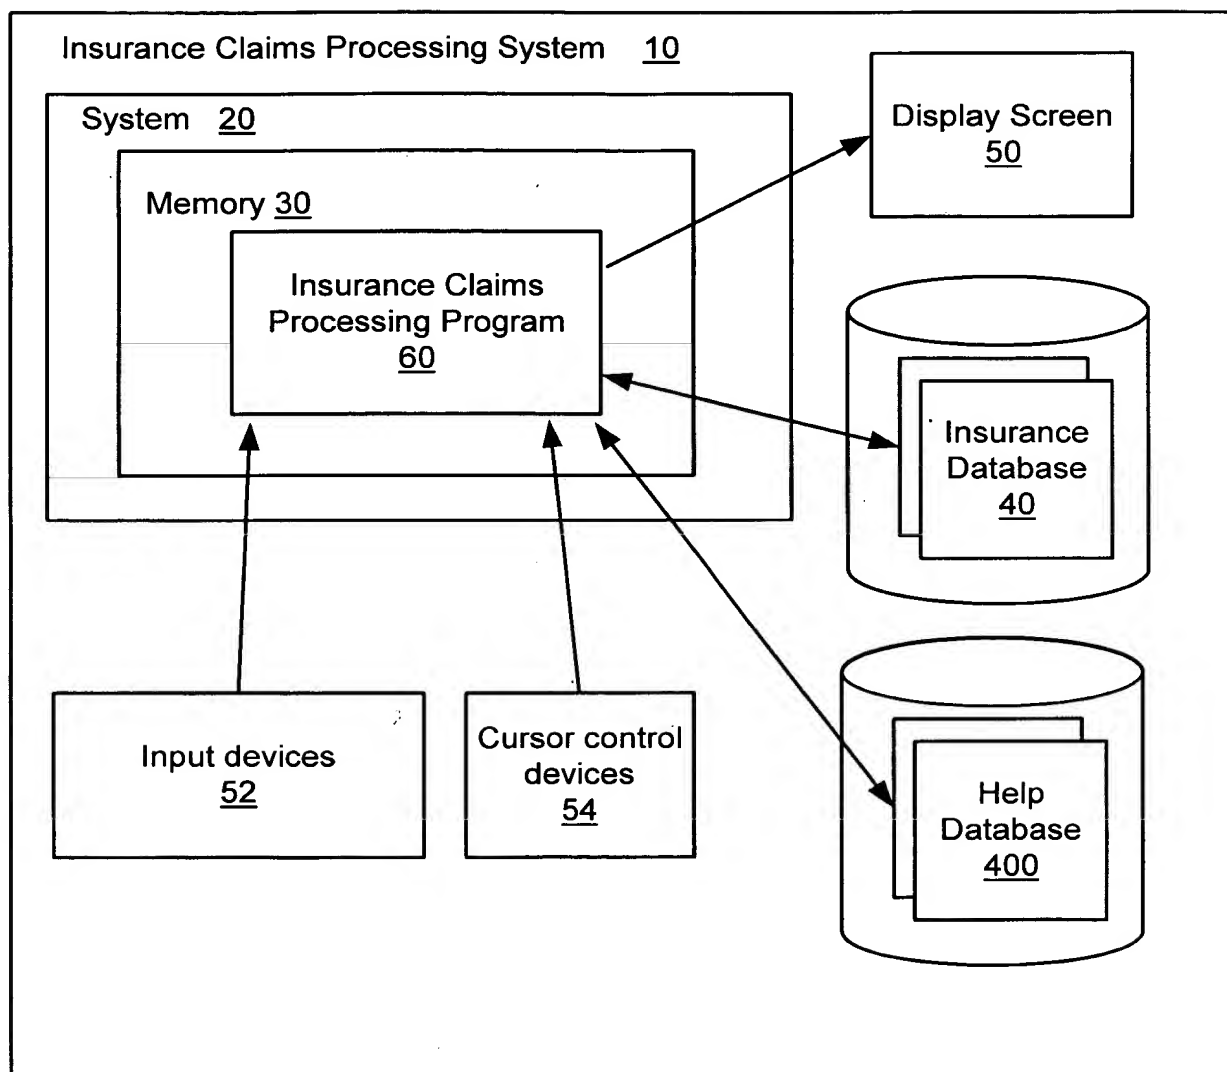 Insurance Claims Processing System 10
System 20
Memory 30
Insurance Claims
Processing Program
60
Display Screen
50
Insurance
Database
40
Input devices
52
Cursor control
devices
54
Help
Database
400